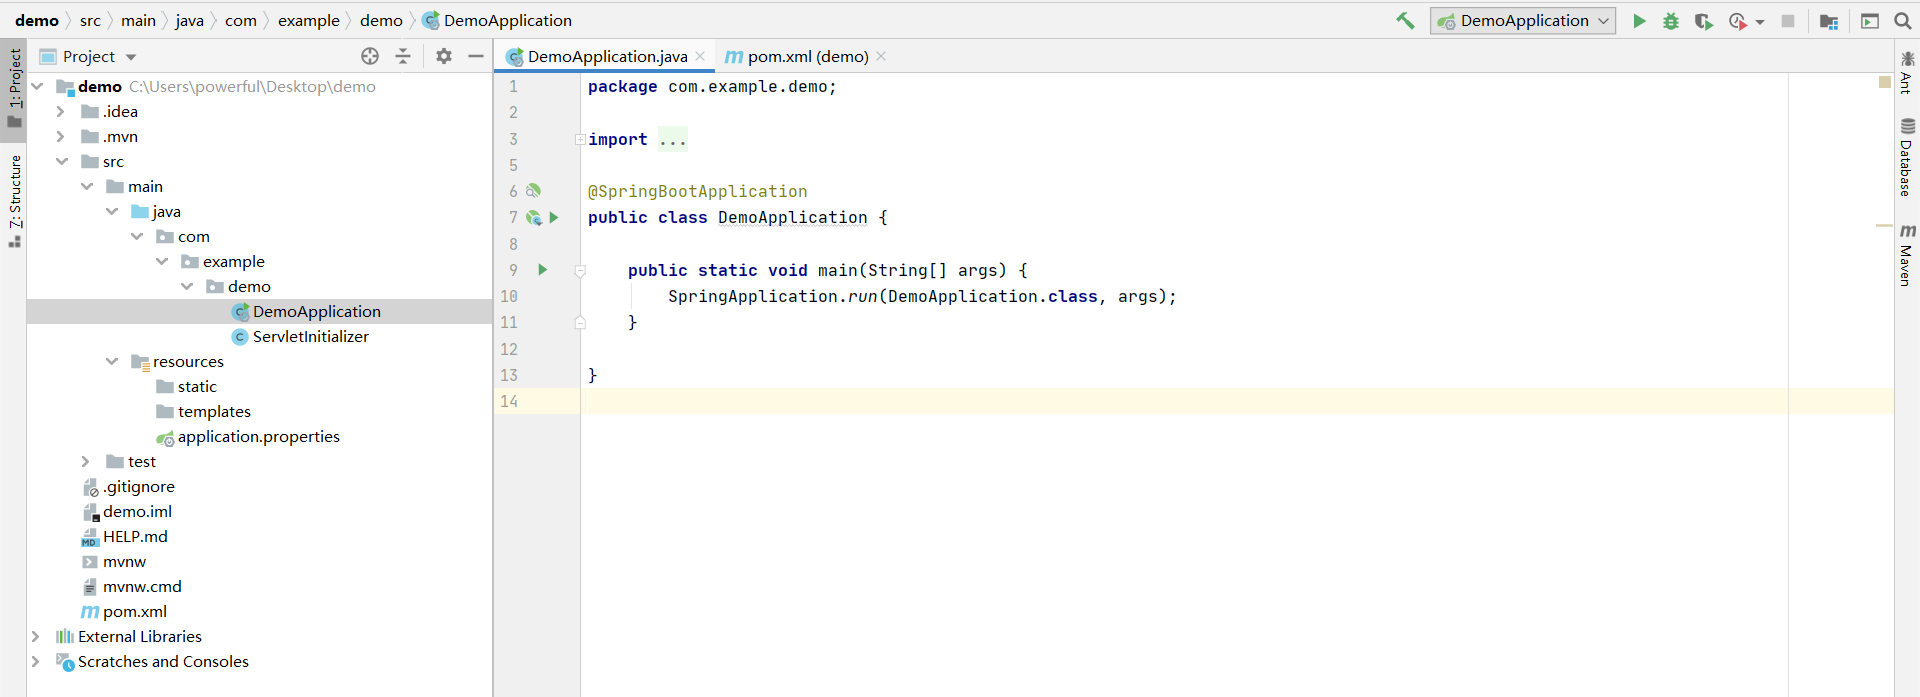 demo src main java com example demo DemoApplication
DemoApplication
1: Project
Z: Structure
Project
demo C:\Users\powerful\Desktop\demo
.idea
.mvn
src
main
java
com
example
demo
DemoApplication
ServletInitializer
resources
static
templates
application.properties
test
.gitignore
demo.iml
HELP.md
mvnw
mvnw.cmd
pom.xml
External Libraries
Scratches and Consoles
DemoApplication.java pom.xml (demo)
1 package com.example.demo;
2
3 import ...
5
6 @SpringBootApplication
7 public class DemoApplication {
8
9 public static void main(String[] args) {
10 SpringApplication.run(DemoApplication.class, args);
11 }
12
13 }
14
Ant
Database
Maven